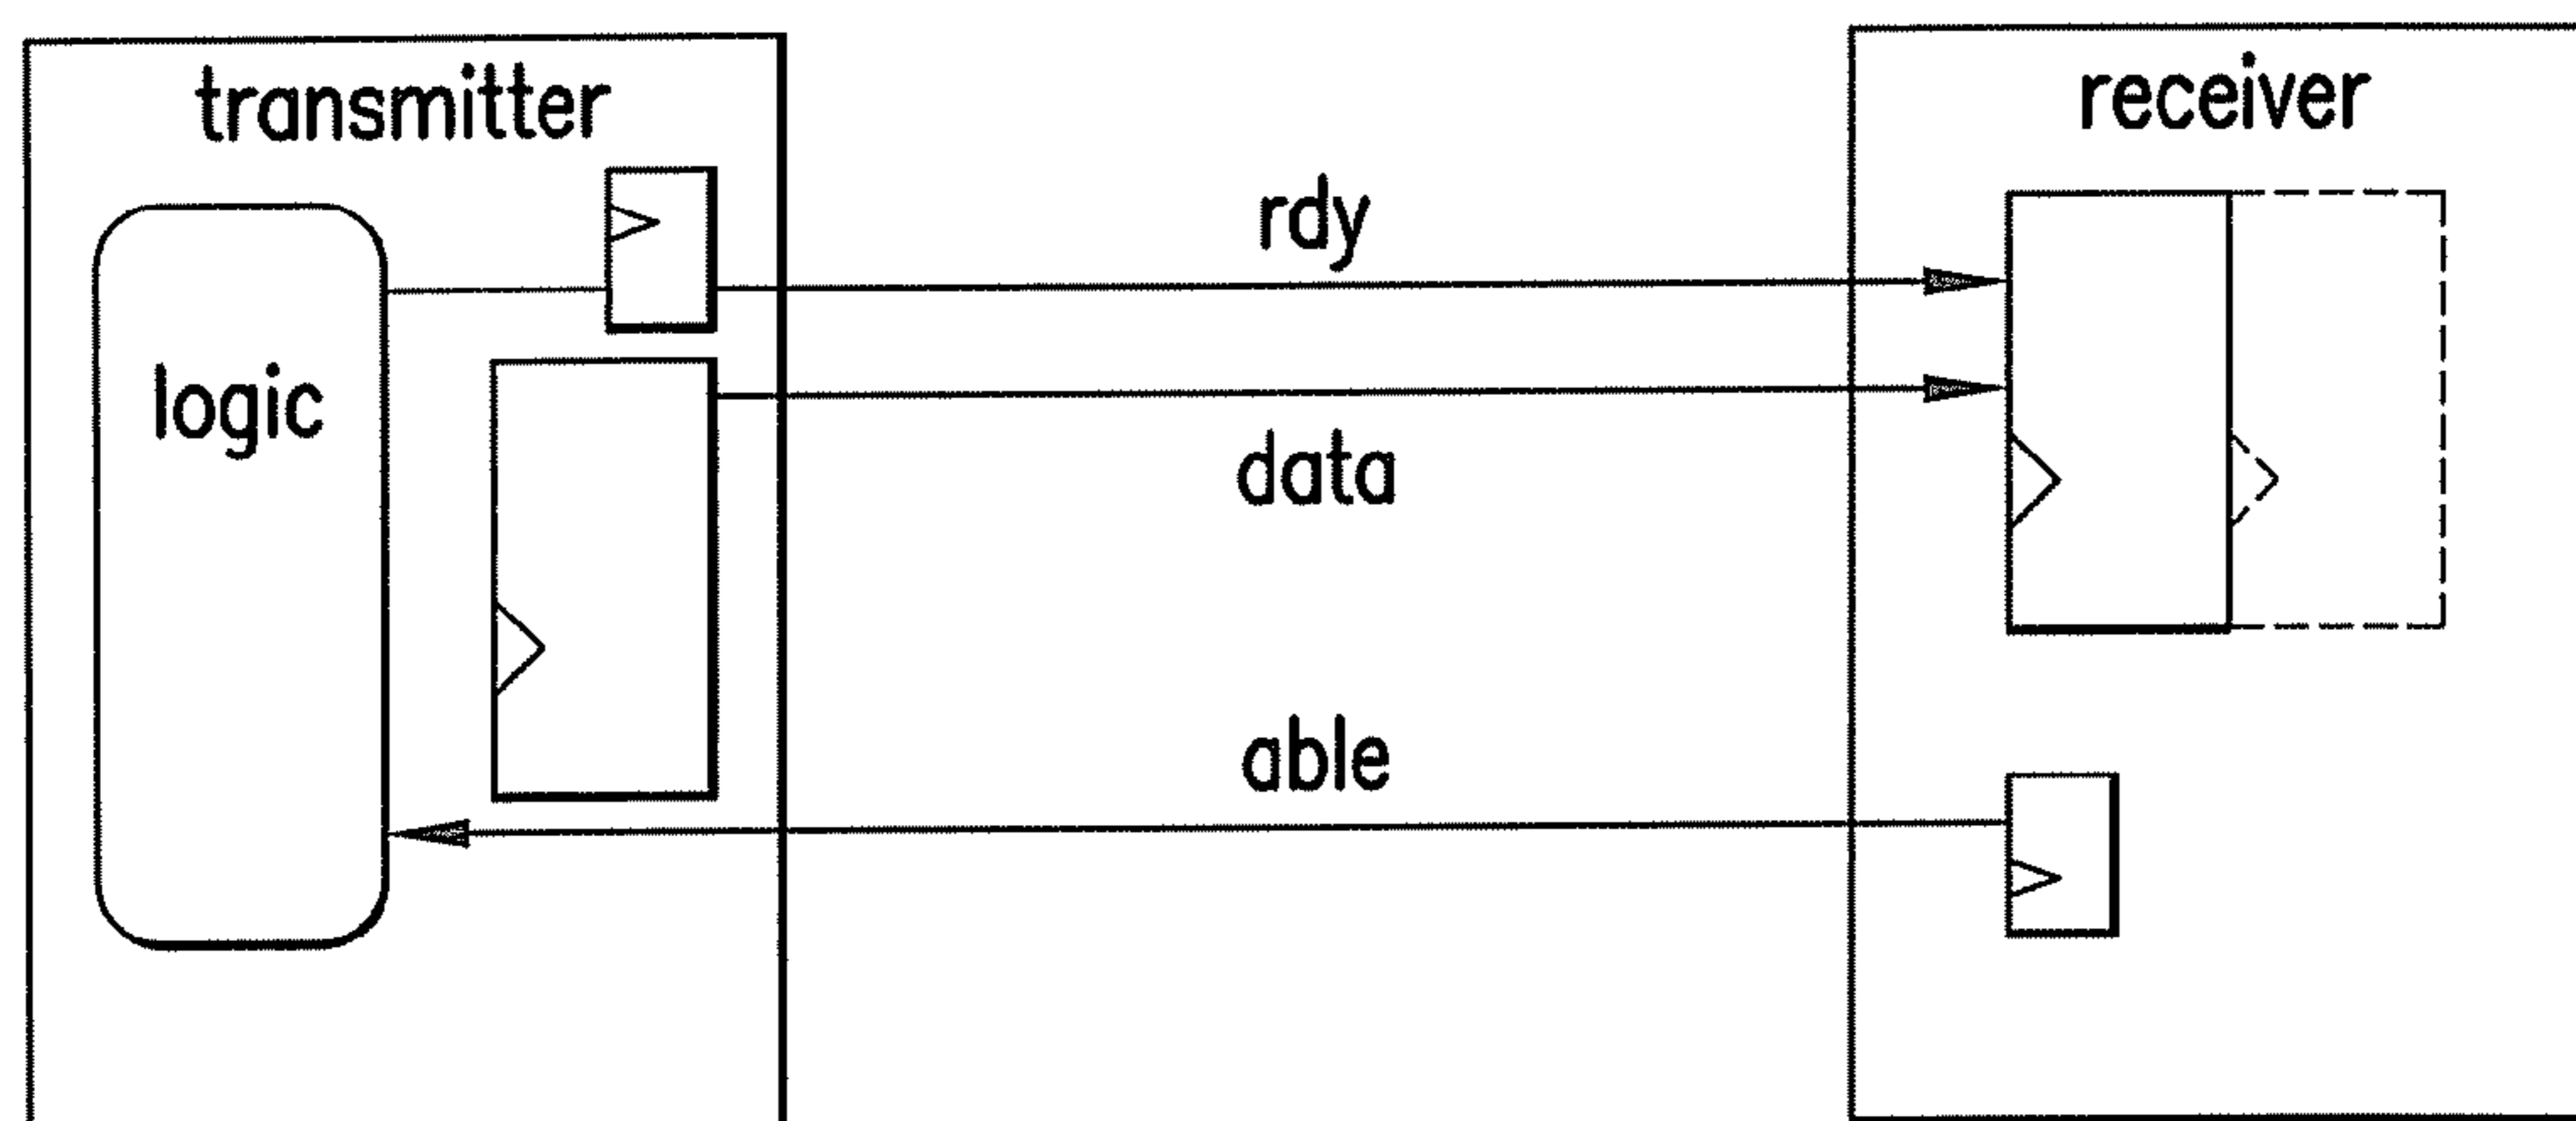 transmitter
receiver
rdy
logic
data
able